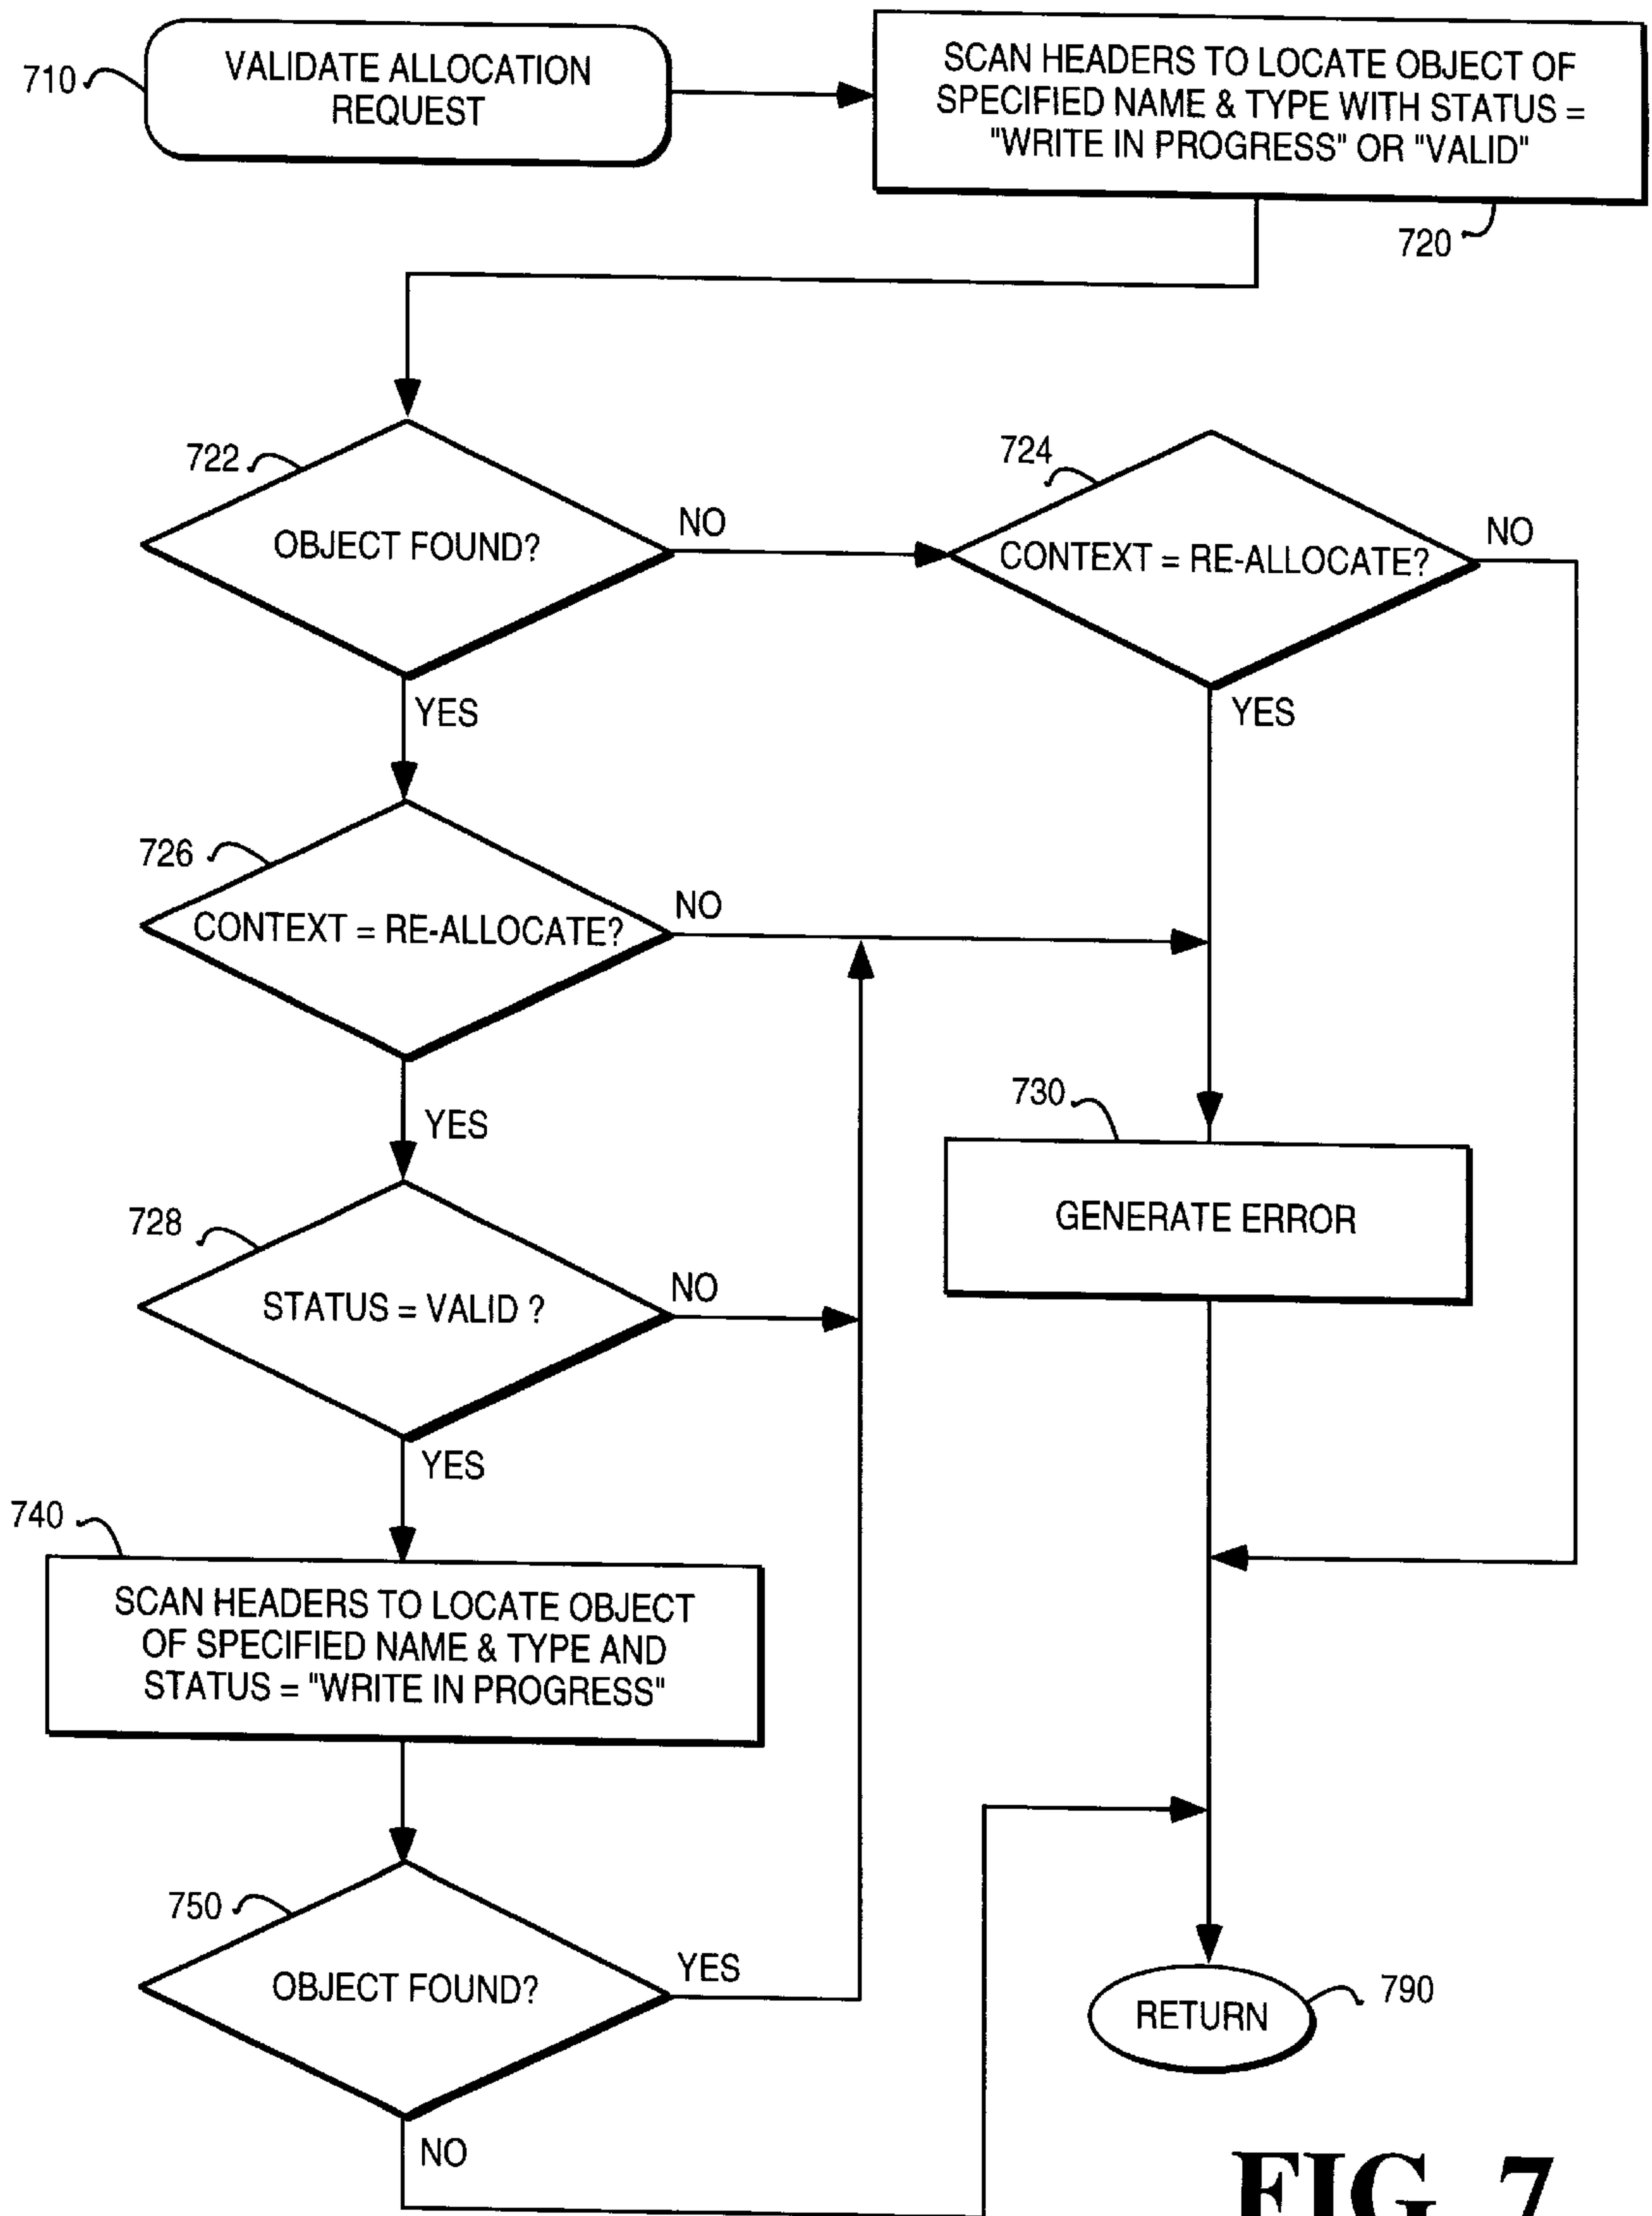 710
VALIDATE ALLOCATION
REQUEST
SCAN HEADERS TO LOCATE OBJECT OF
SPECIFIED NAME & TYPE WITH STATUS =
"WRITE IN PROGRESS" OR "VALID"
720
722
OBJECT FOUND?
NO
YES
724
CONTEXT = RE-ALLOCATE?
NO
YES
726
CONTEXT = RE-ALLOCATE?
NO
YES
730
GENERATE ERROR
728
STATUS = VALID ?
NO
YES
740
SCAN HEADERS TO LOCATE OBJECT
OF SPECIFIED NAME & TYPE AND
STATUS = "WRITE IN PROGRESS"
750
OBJECT FOUND?
YES
NO
RETURN
790
FIG. 7